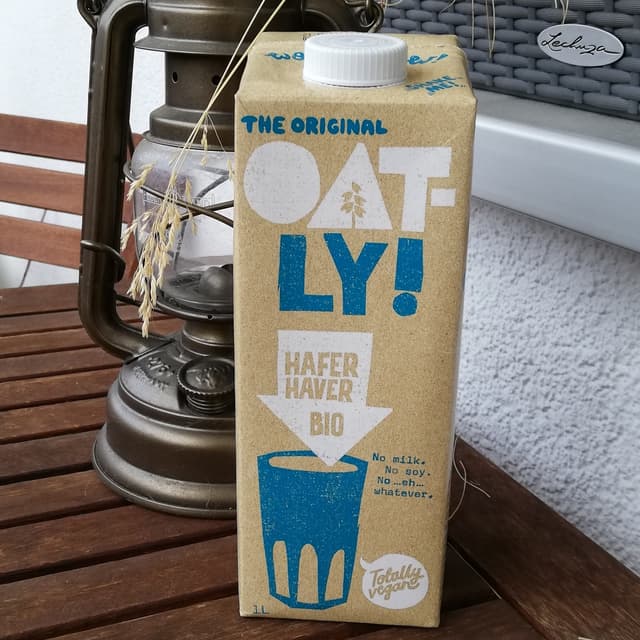 Lechuza
THE ORIGINAL
OAT-
LY!
HAFER
HAVER
BIO
No milk.
No soy.
No...eh...
whatever.
Totally
vegan!
1L